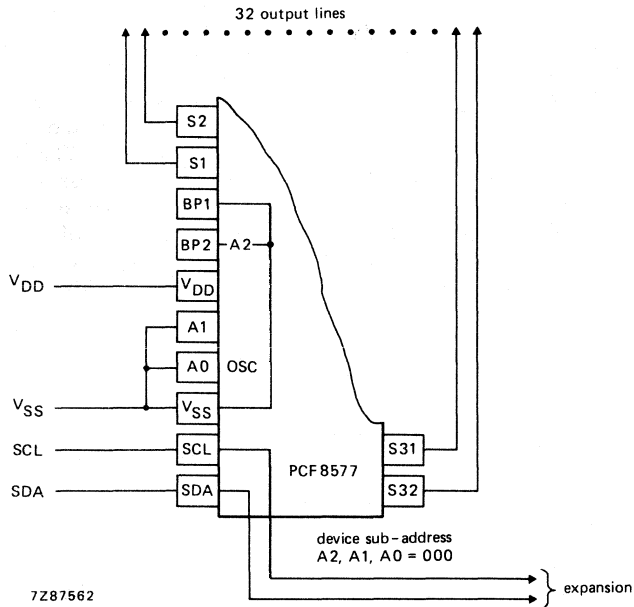 32 output lines
S2
S1
BP1
BP2 A2
VDD VDD
A1
A0 OSC
VSS VSS
SCL SCL S31
PCF8577
SDA SDA S32
device sub-address
A2, A1, A0 = 000
expansion
7Z87562